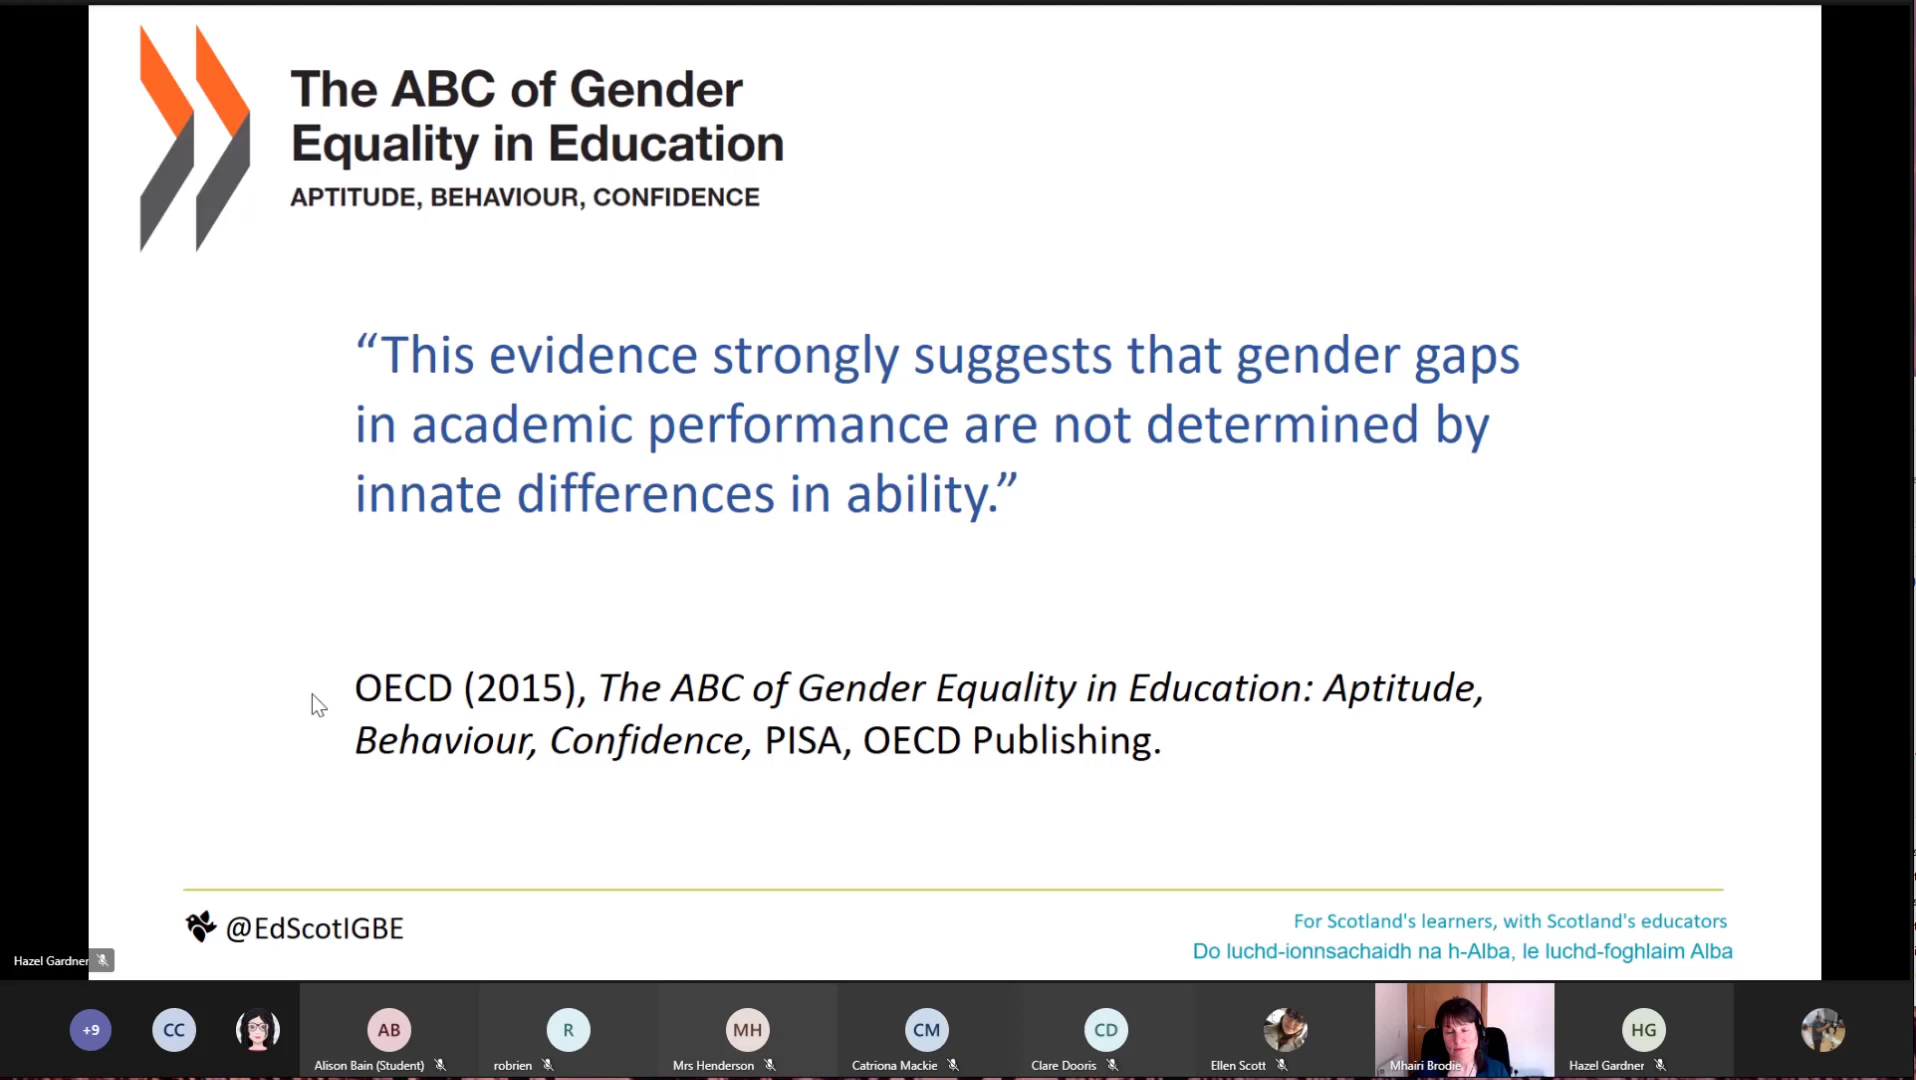 The ABC of Gender
Equality in Education
APTITUDE, BEHAVIOUR, CONFIDENCE
“This evidence strongly suggests that gender gaps
in academic performance are not determined by
innate differences in ability.”
OECD (2015), The ABC of Gender Equality in Education: Aptitude,
Behaviour, Confidence, PISA, OECD Publishing.
@EdScotIGBE
For Scotland's learners, with Scotland's educators
Do luchd-ionnsachaidh na h-Alba, le luchd-foghlaim Alba
Hazel Gardner
+9
CC
AB
Alison Bain (Student)
R
robrien
MH
Mrs Henderson
CM
Catriona Mackie
CD
Clare Dooris
Ellen Scott
Mhairi Brodie
HG
Hazel Gardner